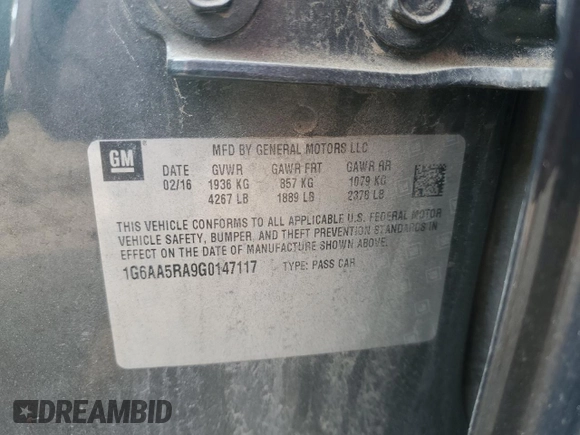 GM
MFD BY GENERAL MOTORS LLC
DATE GVWR GAWR FRT GAWR RR
02/16 1936 KG 857 KG 1079 KG
4267 LB 1889 LB 2378 LB
THIS VEHICLE CONFORMS TO ALL APPLICABLE U.S. FEDERAL MOTOR
VEHICLE SAFETY, BUMPER, AND THEFT PREVENTION STANDARDS IN
EFFECT ON THE DATE OF MANUFACTURE SHOWN ABOVE.
1G6AA5RA9G0147117 TYPE: PASS CAR
DREAMBID